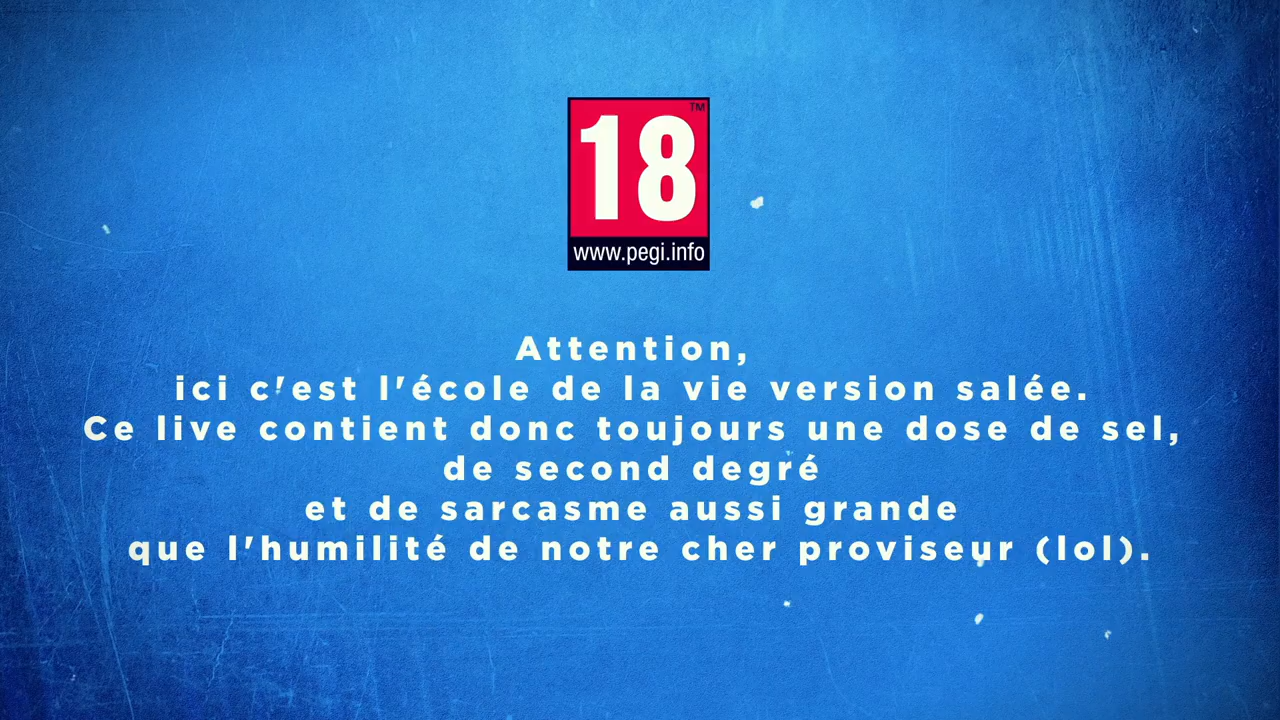 TM
18
www.pegi.info
Attention,
ici c'est l'école de la vie version salée.
Ce live contient donc toujours une dose de sel,
de second degré
et de sarcasme aussi grande
que l'humilité de notre cher proviseur (lol).